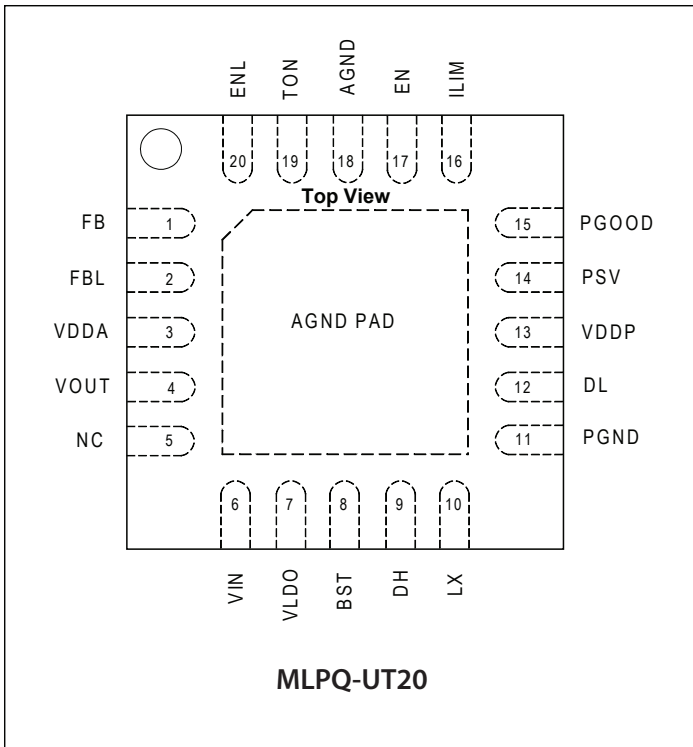 ENL TON AGND EN ILIM
20 19 18 17 16
Top View
FB 1
FBL 2
VDDA 3
VOUT 4
NC 5
AGND PAD
15 PGOOD
14 PSV
13 VDDP
12 DL
11 PGND
6 7 8 9 10
VIN VLDO BST DH LX
MLPQ-UT20